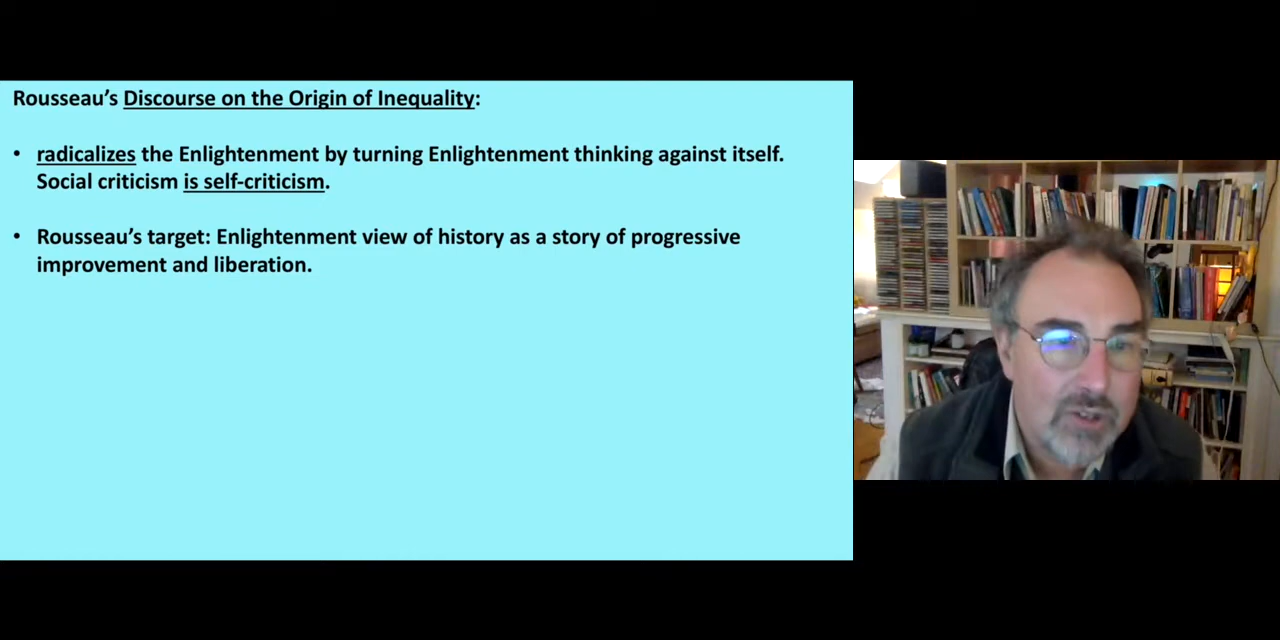 Rousseau's Discourse on the Origin of Inequality:
• radicalizes the Enlightenment by turning Enlightenment thinking against itself.
Social criticism is self-criticism.
• Rousseau's target: Enlightenment view of history as a story of progressive
improvement and liberation.